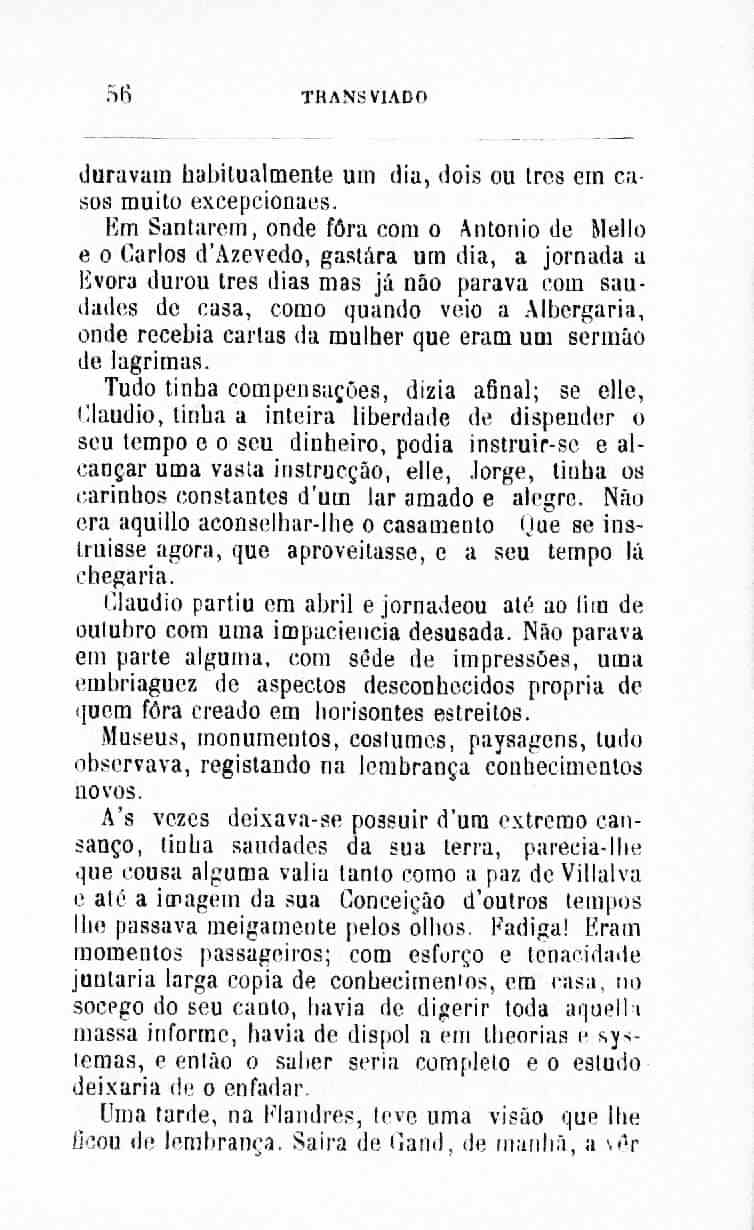 56 TRANSVIADO
duravam habitualmente um dia, dois ou tres em ca-
sos muito excepcionaes.
Em Santarem, onde fôra com o Antonio de Mello
e o Carlos d'Azevedo, gastára um dia, a jornada a
Evora durou tres dias mas já não parava com sau-
dades de casa, como quando veio a Albergaria,
onde recebia cartas da mulher que eram um sermão
de lagrimas.
Tudo tinha compensações, dizia afinal; se elle,
Claudio, tinha a inteira liberdade de dispender o
seu tempo e o seu dinheiro, podia instruir-se e al-
cançar uma vasta instrucção, elle, Jorge, tinha os
carinhos constantes d'um lar amado e alegre. Não
era aquillo aconselhar-lhe o casamento Que se ins-
truisse agora, que aproveitasse, e a seu tempo lá
chegaria.
Claudio partiu em abril e jornadeou até ao fim de
outubro com uma impaciencia desusada. Não parava
em parte alguma, com sêde de impressões, uma
embriaguez de aspectos desconhecidos propria de
quem fôra creado em horisontes estreitos.
Museus, monumentos, costumes, paysagens, tudo
observava, registando na lembrança conhecimentos
novos.
A's vezes deixava-se possuir d'um extremo can-
sanço, tinha saudades da sua terra, parecia-lhe
que cousa alguma valia tanto como a paz de Villalva
e até a imagem da sua Conceição d'outros tempos
lhe passava meigamente pelos olhos. Fadiga! Eram
momentos passageiros; com esforço e tenacidade
juntaria larga copia de conhecimentos, em casa, no
socego do seu canto, havia de digerir toda aquella
massa informe, havia de dispol a em theorias e sys-
temas, e então o saber seria completo e o estudo
deixaria de o enfadar.
Uma tarde, na Flandres, teve uma visão que lhe
ficou de lembrança. Saira de Gand, de manhã, a vêr